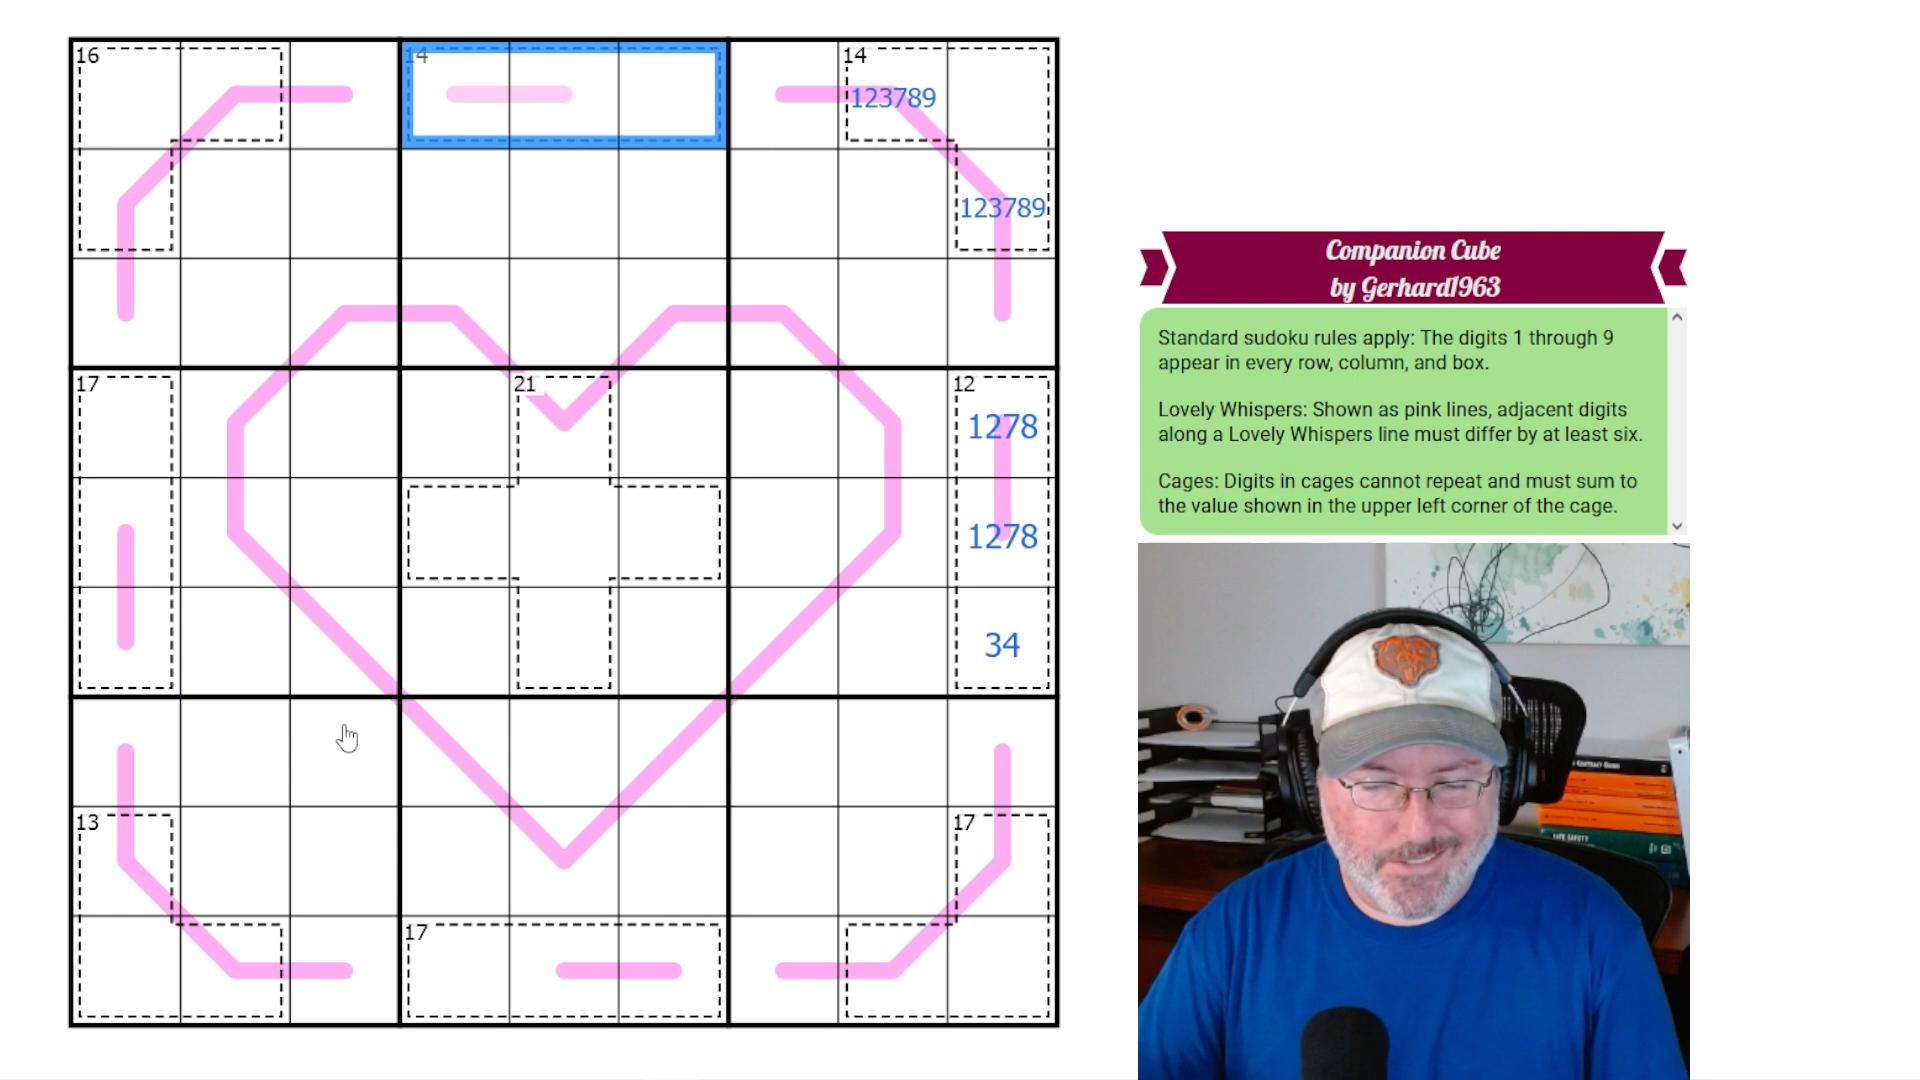 16
14
14
123789
123789
17
21
12
1278
1278
34
13
17
17
Companion Cube
by Gerhard1963
Standard sudoku rules apply: The digits 1 through 9
appear in every row, column, and box.
Lovely Whispers: Shown as pink lines, adjacent digits
along a Lovely Whispers line must differ by at least six.
Cages: Digits in cages cannot repeat and must sum to
the value shown in the upper left corner of the cage.
LIFE SAFETY